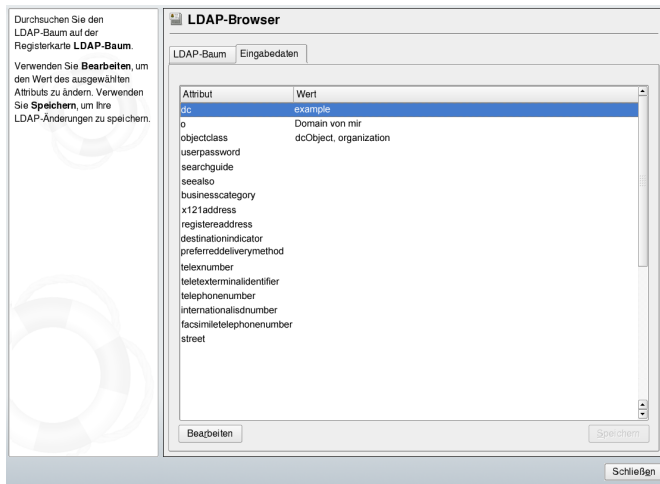 Durchsuchen Sie den
LDAP-Baum auf der
Registerkarte LDAP-Baum.
Verwenden Sie Bearbeiten, um
den Wert des ausgewählten
Attributs zu ändern. Verwenden
Sie Speichern, um Ihre
LDAP-Änderungen zu speichern.
LDAP-Browser
LDAP-Baum Eingabedaten
Attribut Wert
dc example
o Domain von mir
objectclass dcObject, organization
userpassword
searchguide
seealso
businesscategory
x121address
registereaddress
destinationindicator
preferreddeliverymethod
telexnumber
teletexterminalidentifier
telephonenumber
internationalisdnumber
facsimiletelephonenumber
street
Bearbeiten Speichern
Schließen